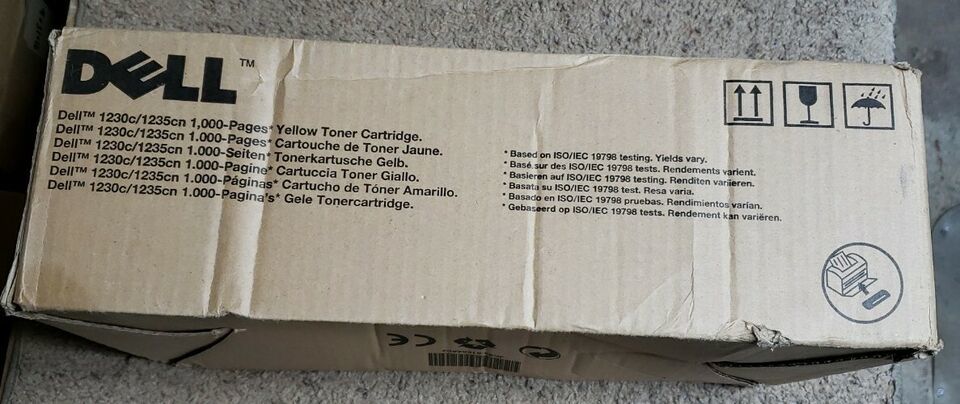 DELL™
Dell™ 1230c/1235cn 1,000-Pages* Yellow Toner Cartridge.
Dell™ 1230c/1235cn 1.000-Pages* Cartouche de Toner Jaune.
Dell™ 1230c/1235cn 1.000-Seiten* Tonerkartusche Gelb.
Dell™ 1230c/1235cn 1.000-Pagine* Cartuccia Toner Giallo.
Dell™ 1230c/1235cn 1.000-Páginas* Cartucho de Tóner Amarillo.
Dell™ 1230c/1235cn 1.000-Pagina's* Gele Tonercartridge.
* Based on ISO/IEC 19798 testing. Yields vary.
* Basé sur des ISO/IEC 19798 tests. Rendements varient.
* Basieren auf ISO/IEC 19798 testing. Renditen variieren.
* Basata su ISO/IEC 19798 test. Resa varia.
* Basado en ISO/IEC 19798 pruebas. Rendimientos varían.
* Gebaseerd op ISO/IEC 19798 tests. Rendement kan variëren.
CE